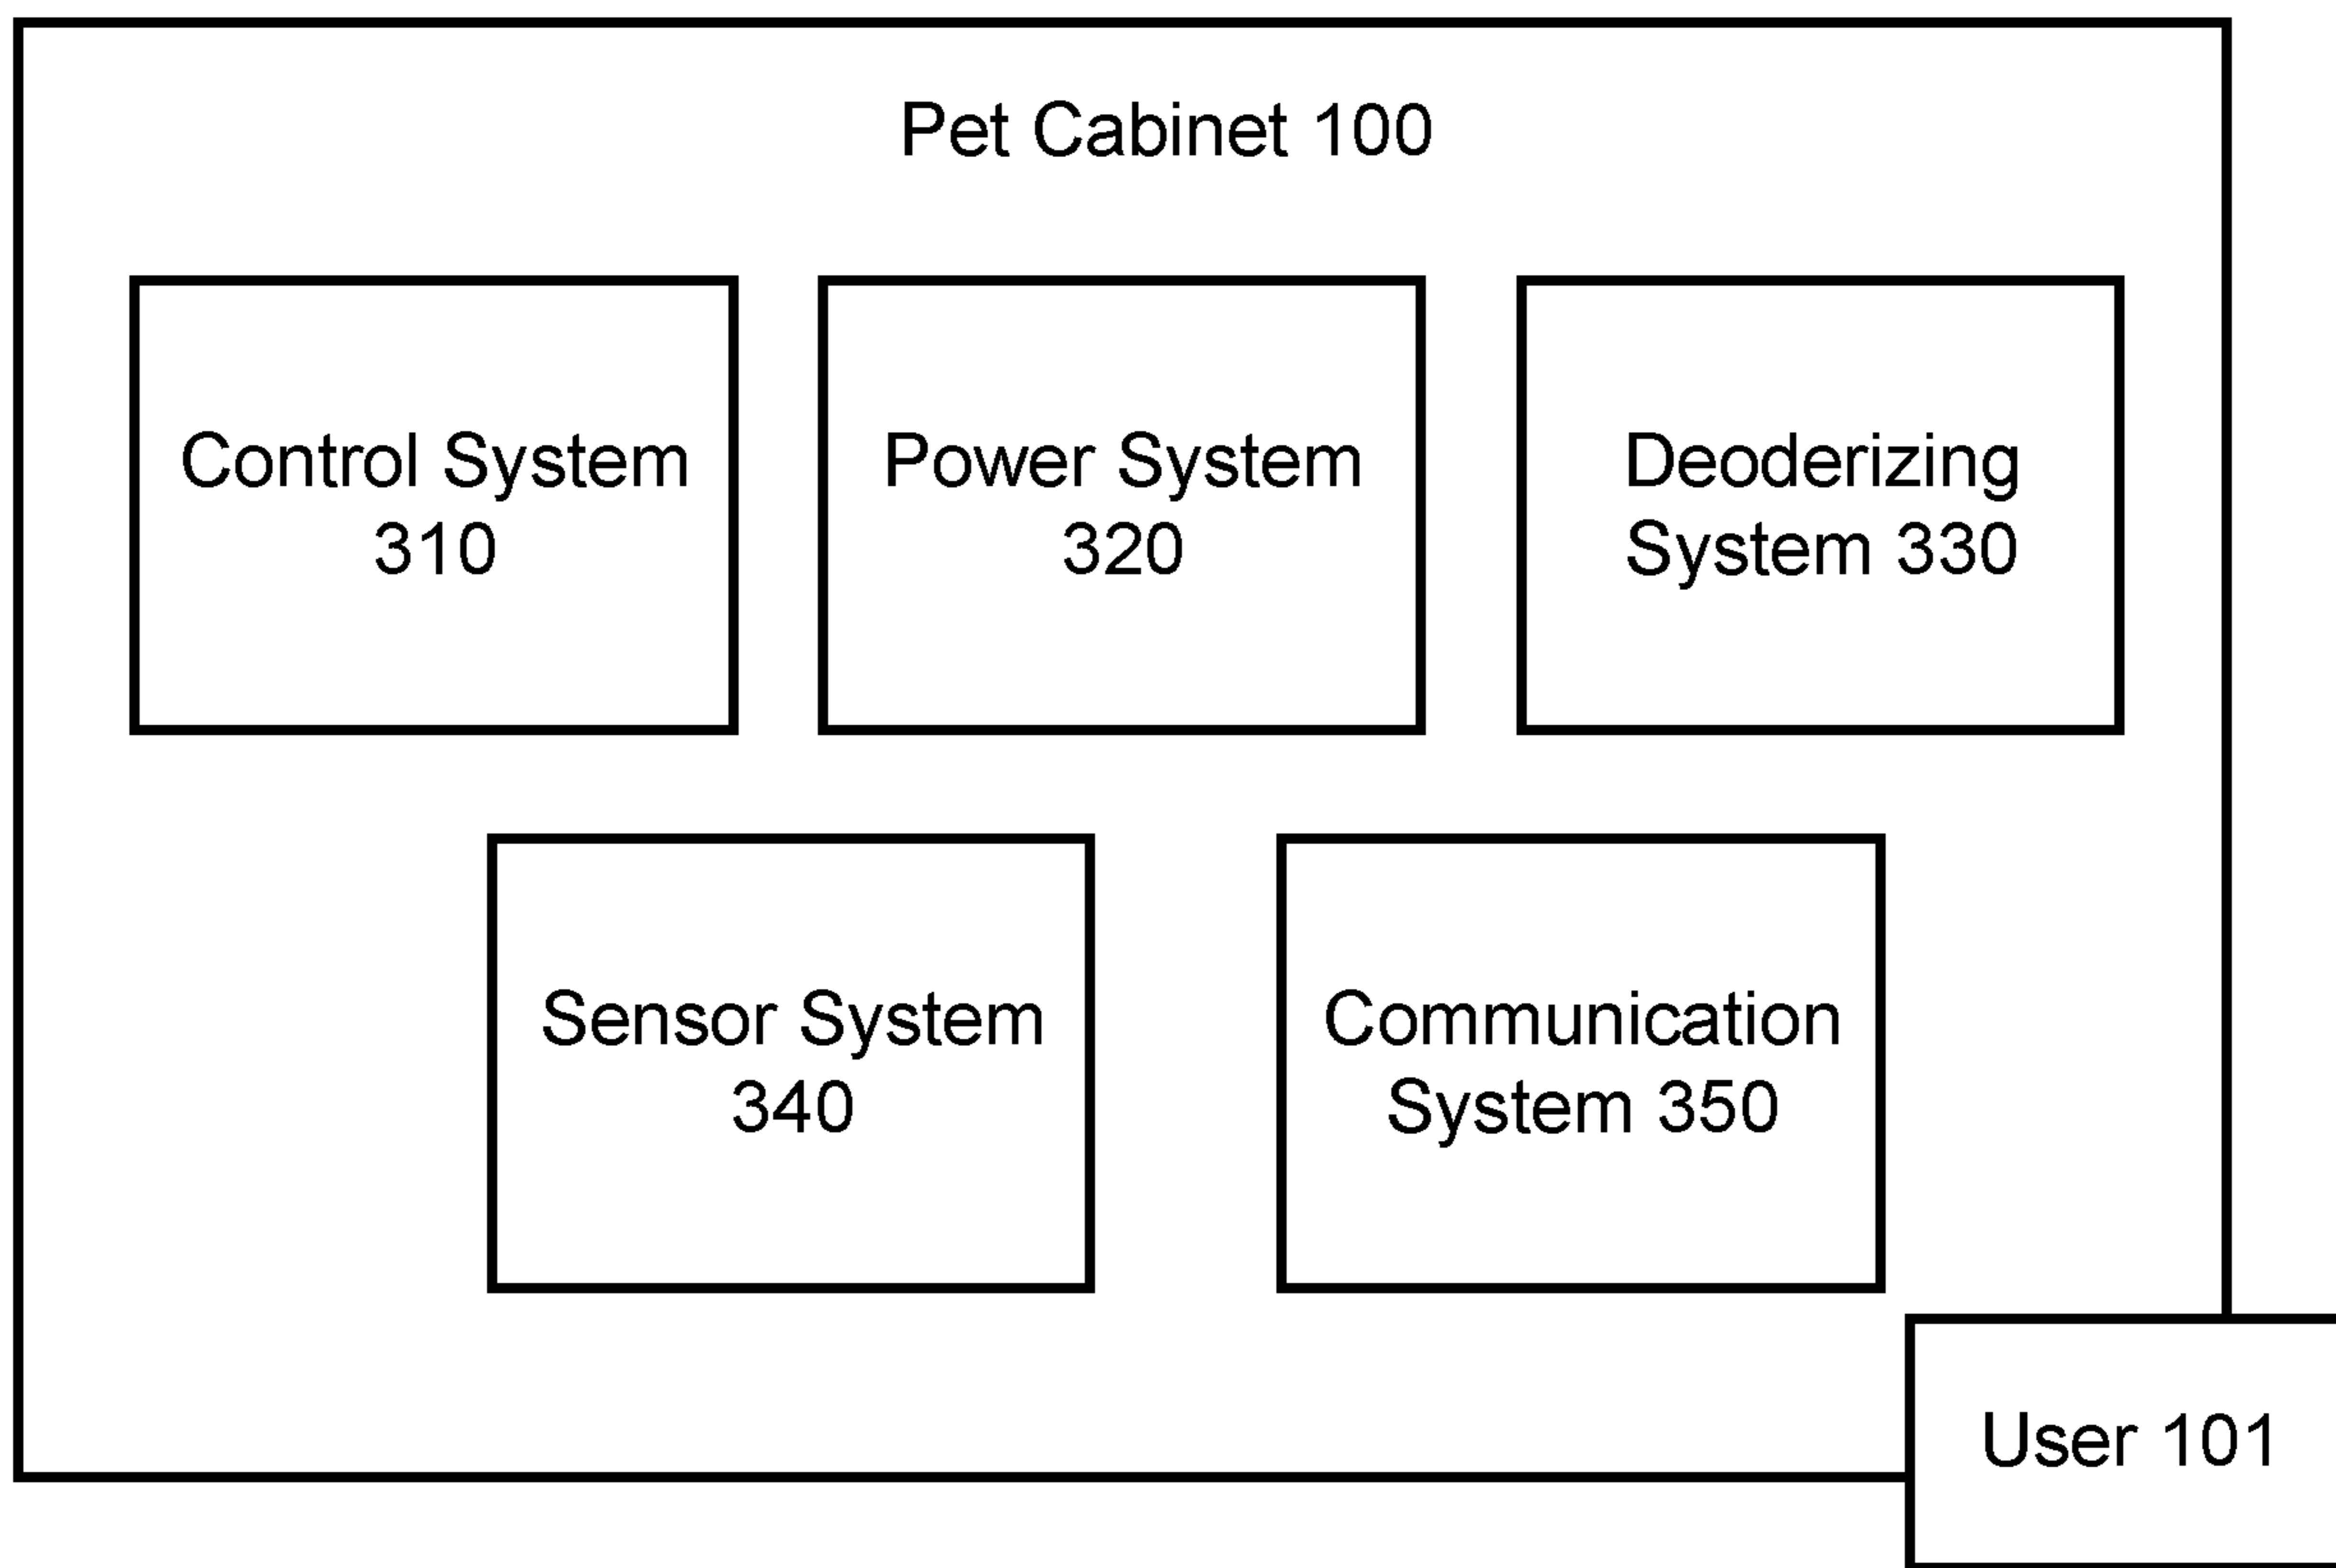 Pet Cabinet 100
Control System
310
Power System
320
Deoderizing
System 330
Sensor System
340
Communication
System 350
User 101